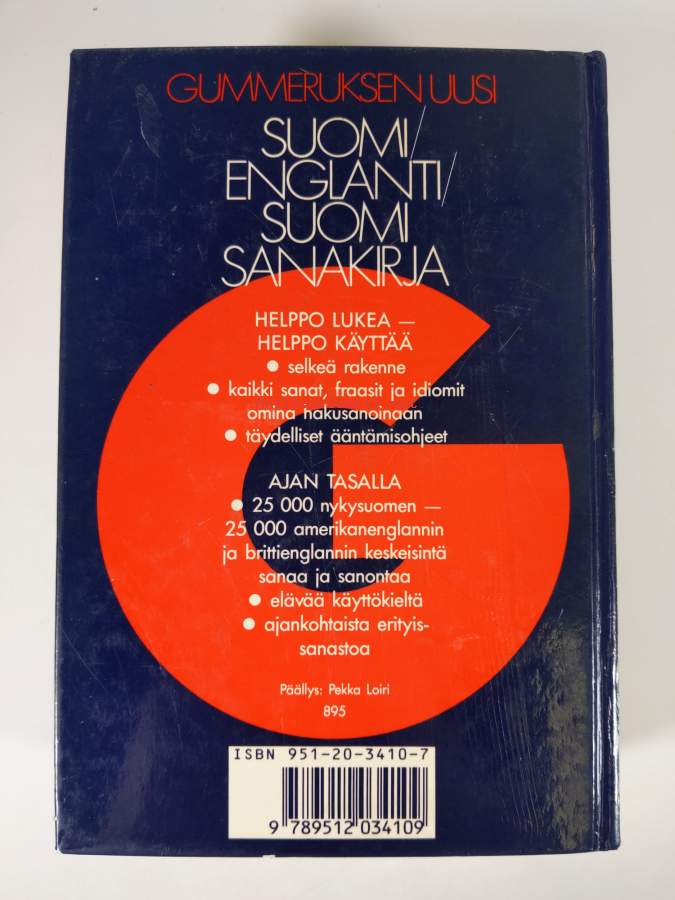 GUMMERUKSEN UUSI
SUOMI/
ENGLANTI/
SUOMI
SANAKIRJA
HELPPO LUKEA —
HELPPO KÄYTTÄÄ
● selkeä rakenne
● kaikki sanat, fraasit ja idiomit
omina hakusanoinaan
● täydelliset ääntämisohjeet
AJAN TASALLA
● 25 000 nykysuomen —
25 000 amerikanenglannin
ja brittienglannin keskeisintä
sanaa ja sanontaa
● elävää käyttökieltä
● ajankohtaista erityis-
sanastoa
Päällys: Pekka Loiri
895
ISBN 951-20-3410-7
9 789512 034109